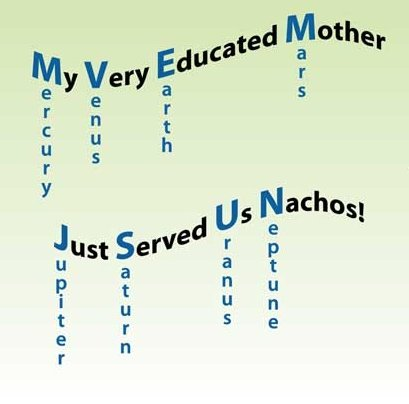 My Very Educated Mother
Mercury
Venus
Earth
Mars
Just Served Us Nachos!
Jupiter
Saturn
Uranus
Neptune